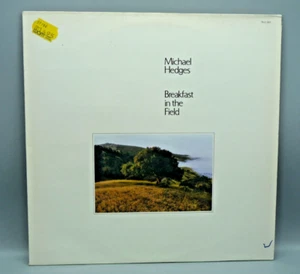 Michael
Hedges
Breakfast
in the
Field